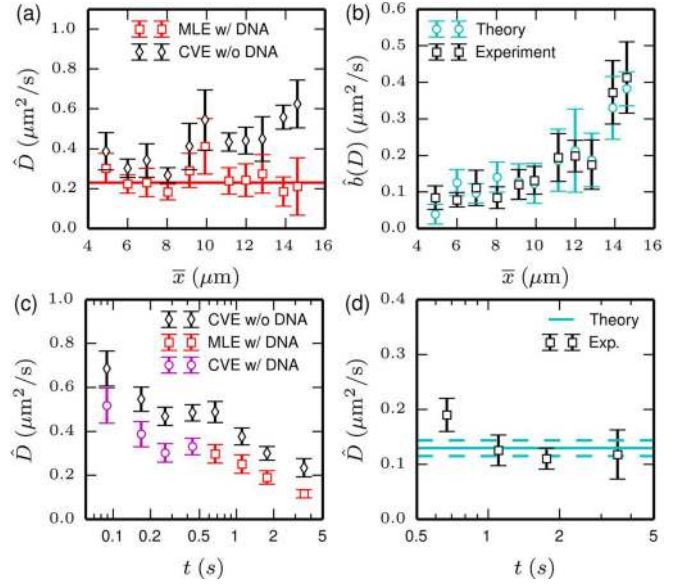 (a)
MLE w/ DNA
CVE w/o DNA
D̂ (μm²/s)
1.0
0.8
0.6
0.4
0.2
0.0
4 6 8 10 12 14 16
x̄ (μm)
(b)
Theory
Experiment
b̂(D) (μm²/s)
0.6
0.5
0.4
0.3
0.2
0.1
0.0
4 6 8 10 12 14 16
x̄ (μm)
(c)
CVE w/o DNA
MLE w/ DNA
CVE w/ DNA
D̂ (μm²/s)
1.0
0.8
0.6
0.4
0.2
0.0
0.1 0.2 0.5 1 2 5
t (s)
(d)
Theory
Exp.
D̂ (μm²/s)
0.4
0.3
0.2
0.1
0.0
0.5 1 2 5
t (s)